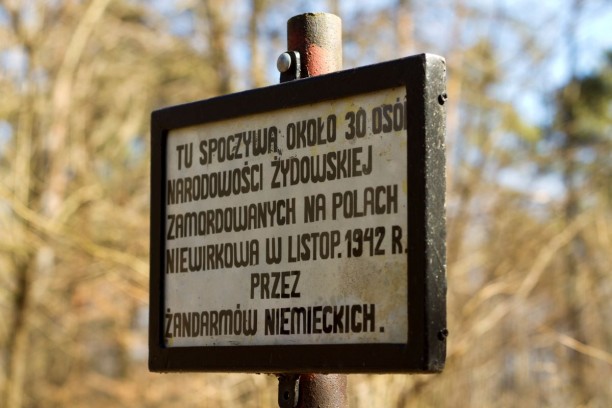 TU SPOCZYWA OKOŁO 30 OSÓB
NARODOWOŚCI ŻYDOWSKIEJ
ZAMORDOWANYCH NA POLACH
NIEWIRKOWA W LISTOP. 1942 R.
PRZEZ
ŻANDARMÓW NIEMIECKICH.